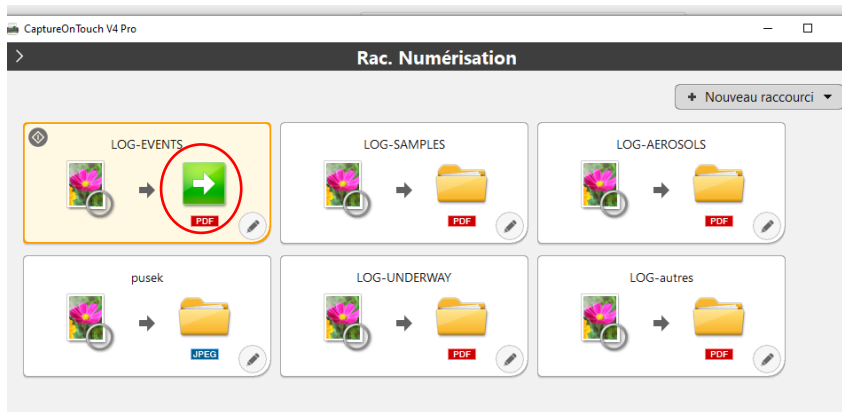 CaptureOnTouch V4 Pro
Rac. Numérisation
Nouveau raccourci
LOG-EVENTS
PDF
LOG-SAMPLES
PDF
LOG-AEROSOLS
PDF
pusek
JPEG
LOG-UNDERWAY
PDF
LOG-autres
PDF